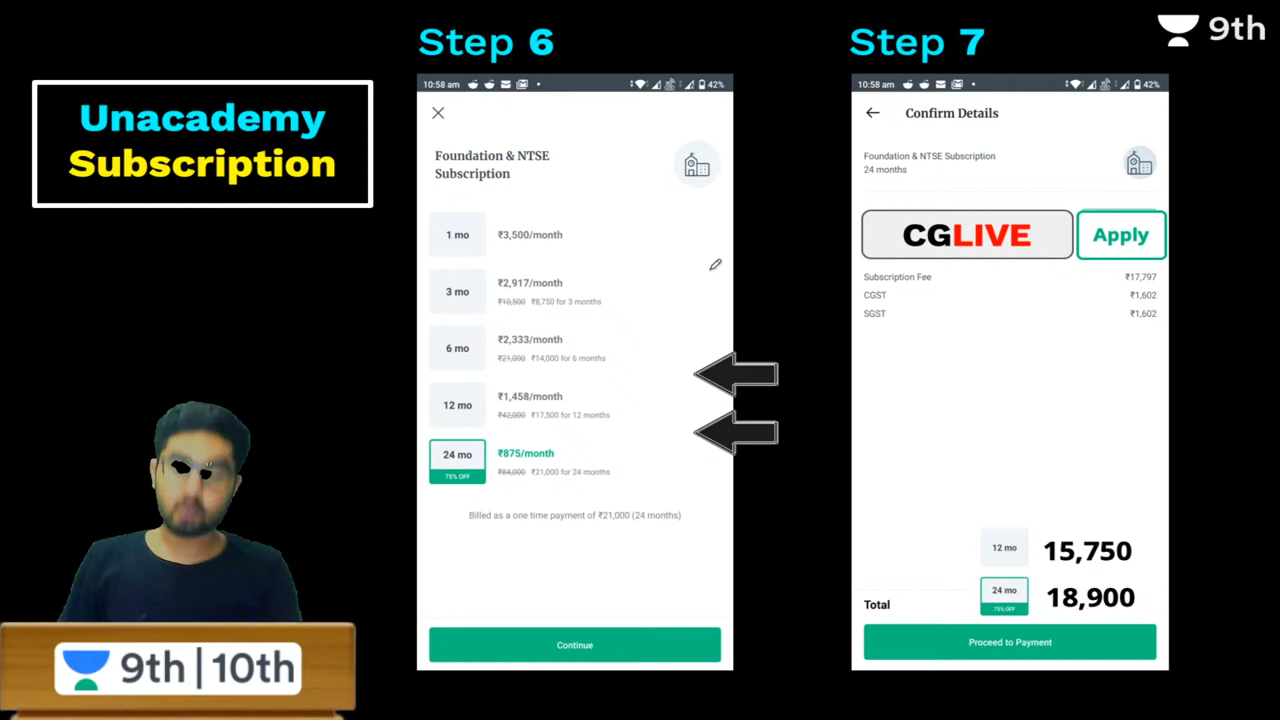 Step 6
Step 7
9th
Unacademy
Subscription
10:58 am
42%
Foundation & NTSE
Subscription
1 mo
₹3,500/month
3 mo
₹2,917/month
₹10,500 ₹8,750 for 3 months
6 mo
₹2,333/month
₹21,000 ₹14,000 for 6 months
12 mo
₹1,458/month
₹42,000 ₹17,500 for 12 months
24 mo
75% OFF
₹875/month
₹84,000 ₹21,000 for 24 months
Billed as a one time payment of ₹21,000 (24 months)
Continue
10:58 am
42%
Confirm Details
Foundation & NTSE Subscription
24 months
CGLIVE
Apply
Subscription Fee ₹17,797
CGST ₹1,602
SGST ₹1,602
12 mo 15,750
Total
24 mo 18,900
75% OFF
Proceed to Payment
9th | 10th